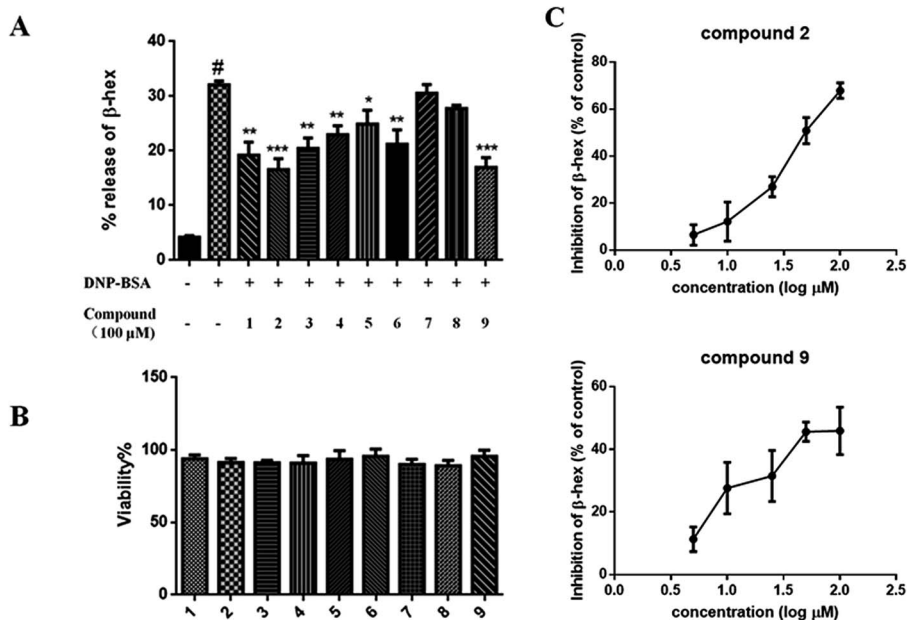 A
% release of β-hex
40
30
20
10
0
#
**
***
**
**
*
**
***
DNP-BSA - + + + + + + + + + +
Compound
(100 μM) - - 1 2 3 4 5 6 7 8 9
B
Viability%
150
100
50
0
1 2 3 4 5 6 7 8 9
C
compound 2
Inhibition of β-hex (% of control)
80
60
40
20
0
0.0 0.5 1.0 1.5 2.0 2.5
concentration (log μM)
compound 9
Inhibition of β-hex (% of control)
60
40
20
0
0.0 0.5 1.0 1.5 2.0 2.5
concentration (log μM)